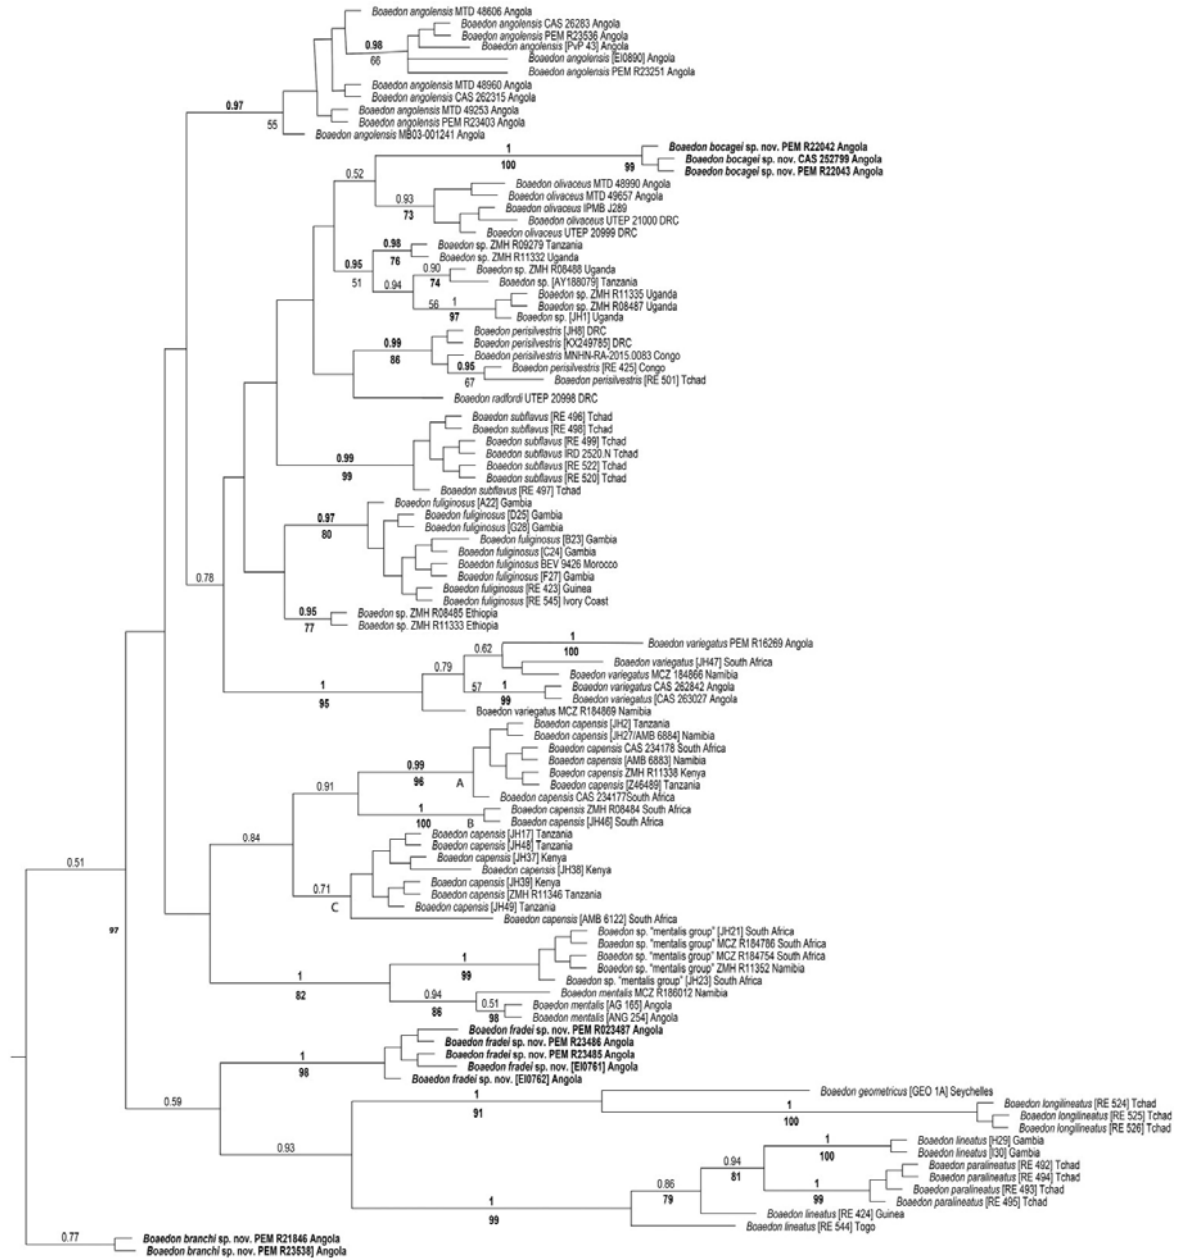 Boaedon angolensis MTD 48606 Angola
Boaedon angolensis CAS 26283 Angola
Boaedon angolensis PEM R23536 Angola
0.98
Boaedon angolensis [PvP 43] Angola
66
Boaedon angolensis [EI0890] Angola
Boaedon angolensis PEM R23251 Angola
Boaedon angolensis MTD 48960 Angola
Boaedon angolensis CAS 262315 Angola
0.97
Boaedon angolensis MTD 49253 Angola
Boaedon angolensis PEM R23403 Angola
55
Boaedon angolensis MB03-001241 Angola
1
Boaedon bocagei sp. nov. PEM R22042 Angola
100
99
Boaedon bocagei sp. nov. CAS 252799 Angola
Boaedon bocagei sp. nov. PEM R22043 Angola
0.52
Boaedon olivaceus MTD 48990 Angola
0.93
Boaedon olivaceus MTD 49657 Angola
73
Boaedon olivaceus IPMB J289
Boaedon olivaceus UTEP 21000 DRC
Boaedon olivaceus UTEP 20999 DRC
0.98
Boaedon sp. ZMH R09279 Tanzania
76
Boaedon sp. ZMH R11332 Uganda
0.95
51
0.90
Boaedon sp. ZMH R08488 Uganda
0.94
74
Boaedon sp. [AY188079] Tanzania
Boaedon sp. ZMH R11335 Uganda
56
1
Boaedon sp. ZMH R08487 Uganda
97
Boaedon sp. [JH1] Uganda
Boaedon perisilvestris [JH8] DRC
0.99
Boaedon perisilvestris [KX249785] DRC
86
Boaedon perisilvestris MNHN-RA-2015.0083 Congo
0.95
Boaedon perisilvestris [RE 425] Congo
67
Boaedon perisilvestris [RE 501] Tchad
Boaedon radfordi UTEP 20998 DRC
Boaedon subflavus [RE 496] Tchad
Boaedon subflavus [RE 498] Tchad
Boaedon subflavus [RE 499] Tchad
0.99
Boaedon subflavus IRD 2520.N Tchad
99
Boaedon subflavus [RE 522] Tchad
Boaedon subflavus [RE 520] Tchad
Boaedon subflavus [RE 497] Tchad
Boaedon fuliginosus [A22] Gambia
0.97
Boaedon fuliginosus [D25] Gambia
80
Boaedon fuliginosus [G28] Gambia
Boaedon fuliginosus [B23] Gambia
Boaedon fuliginosus [C24] Gambia
Boaedon fuliginosus BEV 9426 Morocco
0.78
Boaedon fuliginosus [F27] Gambia
Boaedon fuliginosus [RE 423] Guinea
Boaedon fuliginosus [RE 545] Ivory Coast
0.95
Boaedon sp. ZMH R08485 Ethiopia
77
Boaedon sp. ZMH R11333 Ethiopia
1
Boaedon variegatus PEM R16269 Angola
0.62
100
Boaedon variegatus [JH47] South Africa
0.79
Boaedon variegatus MCZ 184866 Namibia
1
95
57
1
Boaedon variegatus CAS 262842 Angola
99
Boaedon variegatus [CAS 263027 Angola
Boaedon variegatus MCZ R184869 Namibia
Boaedon capensis [JH2] Tanzania
Boaedon capensis [JH27/AMB 6884] Namibia
Boaedon capensis CAS 234178 South Africa
0.99
Boaedon capensis [AMB 6883] Namibia
96
Boaedon capensis ZMH R11338 Kenya
A
Boaedon capensis [Z46489] Tanzania
0.91
Boaedon capensis CAS 234177South Africa
1
Boaedon capensis ZMH R08484 South Africa
100
B
Boaedon capensis [JH46] South Africa
0.84
Boaedon capensis [JH17] Tanzania
Boaedon capensis [JH48] Tanzania
Boaedon capensis [JH37] Kenya
Boaedon capensis [JH38] Kenya
0.51
Boaedon capensis [JH39] Kenya
0.71
Boaedon capensis [ZMH R11346 Tanzania
C
Boaedon capensis [JH49] Tanzania
Boaedon capensis [AMB 6122] South Africa
97
Boaedon sp. "mentalis group" [JH21] South Africa
Boaedon sp. "mentalis group" MCZ R184786 South Africa
1
Boaedon sp. "mentalis group" MCZ R184754 South Africa
99
Boaedon sp. "mentalis group" ZMH R11352 Namibia
1
Boaedon sp. "mentalis group" [JH23] South Africa
82
0.94
Boaedon mentalis MCZ R186012 Namibia
86
0.51
Boaedon mentalis [AG 165] Angola
98
Boaedon mentalis [ANG 254] Angola
Boaedon fradei sp. nov. PEM R023487 Angola
Boaedon fradei sp. nov. PEM R23486 Angola
1
Boaedon fradei sp. nov. PEM R23485 Angola
98
Boaedon fradei sp. nov. [EI0761] Angola
Boaedon fradei sp. nov. [EI0762] Angola
0.59
1
Boaedon geometricus [GEO 1A] Seychelles
91
1
Boaedon longilineatus [RE 524] Tchad
100
Boaedon longilineatus [RE 525] Tchad
Boaedon longilineatus [RE 526] Tchad
0.93
1
Boaedon lineatus [H29] Gambia
100
Boaedon lineatus [I30] Gambia
0.94
Boaedon paralineatus [RE 492] Tchad
81
Boaedon paralineatus [RE 494] Tchad
0.86
1
Boaedon paralineatus [RE 493] Tchad
79
99
Boaedon paralineatus [RE 495] Tchad
1
Boaedon lineatus [RE 424] Guinea
99
Boaedon lineatus [RE 544] Togo
0.77
Boaedon branchi sp. nov. PEM R21846 Angola
Boaedon branchi sp. nov. PEM R23538] Angola